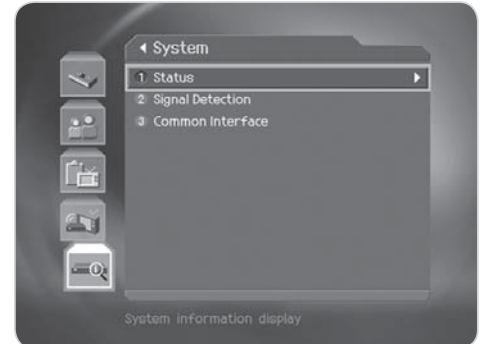 System
1 Status
2 Signal Detection
3 Common Interface
System information display